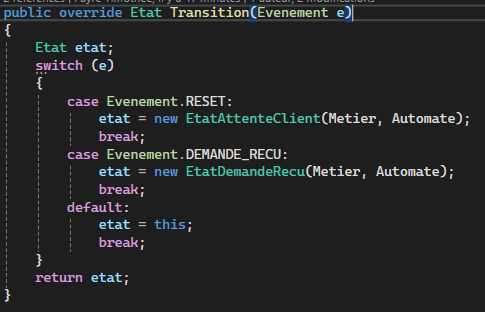 public override Etat Transition(Evenement e)
{
    Etat etat;
    switch (e)
    {
        case Evenement.RESET:
            etat = new EtatAttenteClient(Metier, Automate);
            break;
        case Evenement.DEMANDE_RECU:
            etat = new EtatDemandeRecu(Metier, Automate);
            break;
        default:
            etat = this;
            break;
    }
    return etat;
}